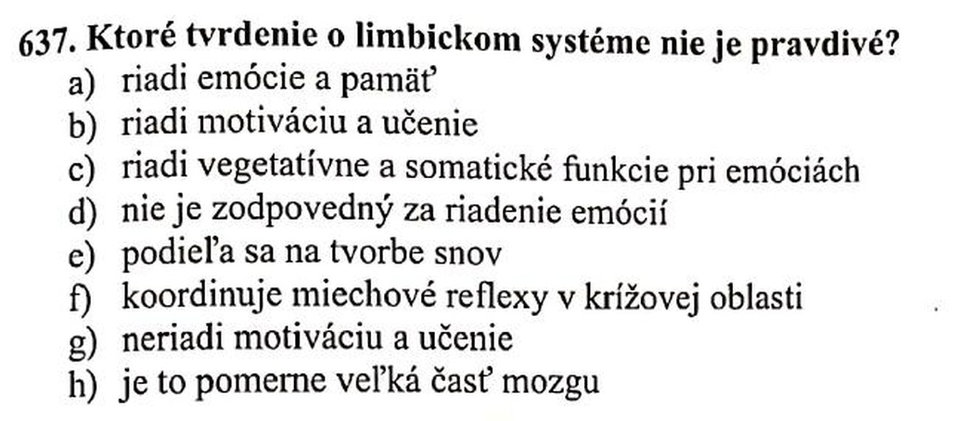 637. Ktoré tvrdenie o limbickom systéme nie je pravdivé?
a) riadi emócie a pamäť
b) riadi motiváciu a učenie
c) riadi vegetatívne a somatické funkcie pri emóciách
d) nie je zodpovedný za riadenie emócií
e) podieľa sa na tvorbe snov
f) koordinuje miechové reflexy v krížovej oblasti
g) neriadi motiváciu a učenie
h) je to pomerne veľká časť mozgu